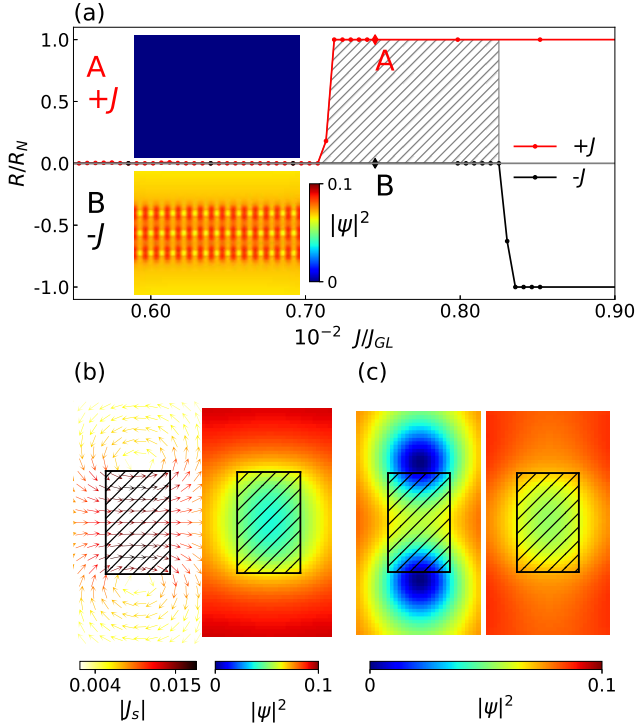 (a)
1.0
0.5
0.0
-0.5
-1.0
R/R_N
A
+J
A
B
-J
B
0.1
|ψ|²
0
+J
-J
0.60
0.70
0.80
0.90
10⁻² J/J_GL
(b)
(c)
0.004
0.015
|J_s|
0
0.1
|ψ|²
0
0.1
|ψ|²